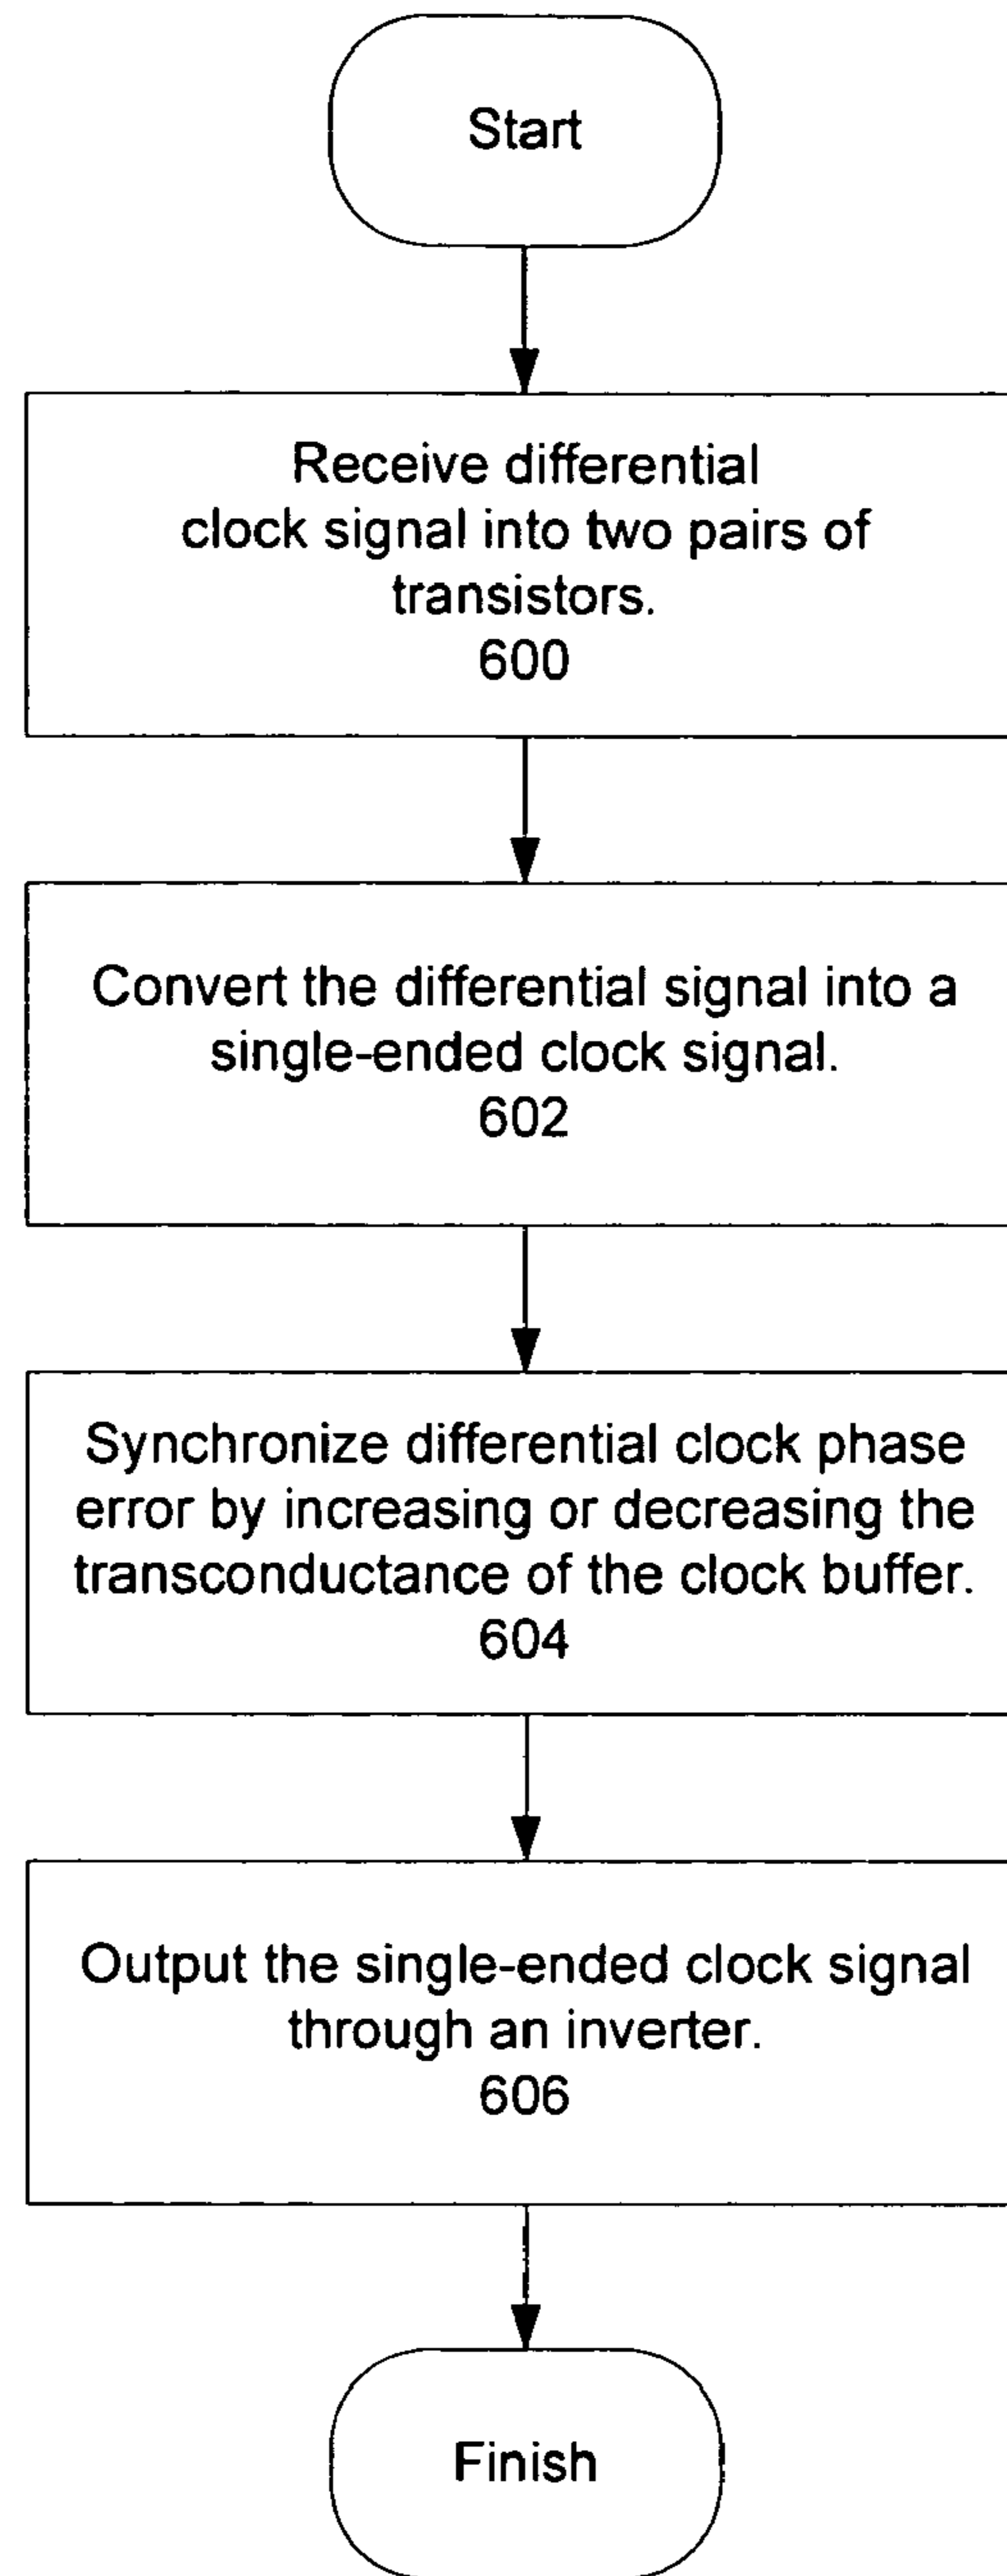 Start
Receive differential
clock signal into two pairs of
transistors.
600
Convert the differential signal into a
single-ended clock signal.
602
Synchronize differential clock phase
error by increasing or decreasing the
transconductance of the clock buffer.
604
Output the single-ended clock signal
through an inverter.
606
Finish